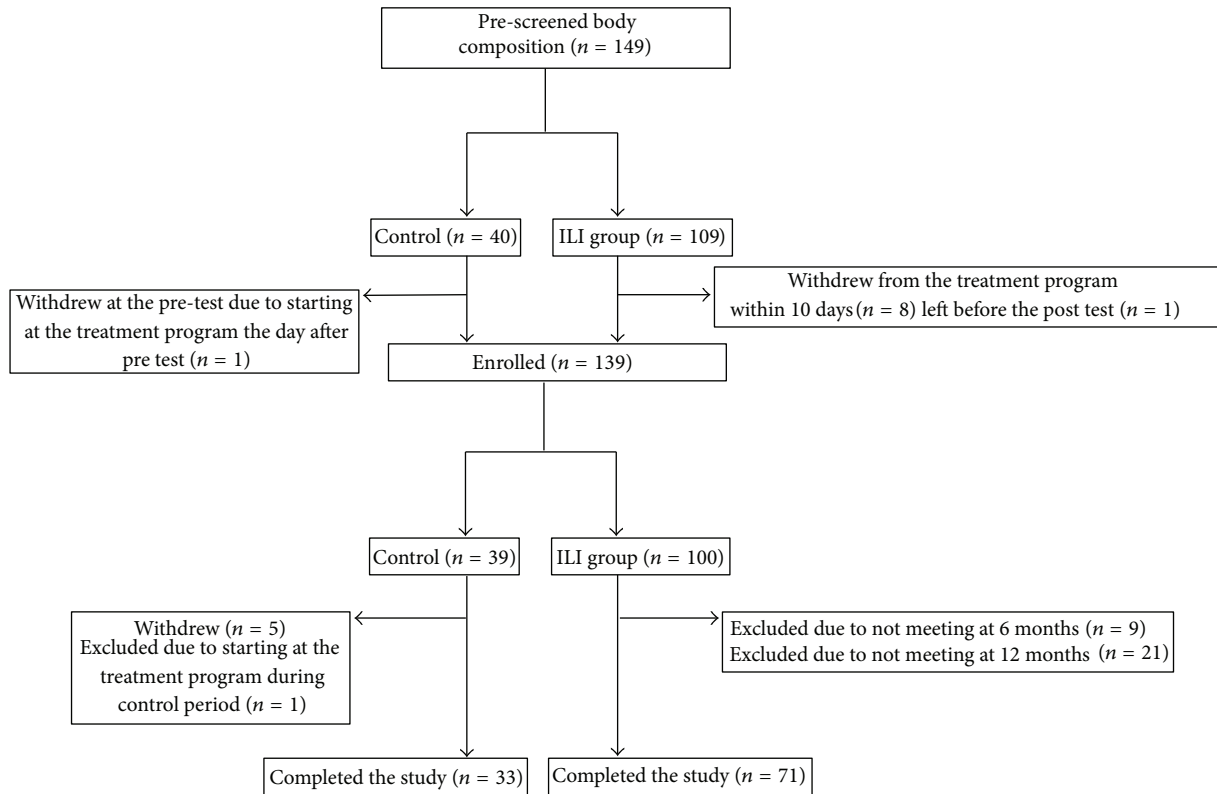 Pre-screened body
composition (n = 149)
Control (n = 40)
ILI group (n = 109)
Withdrew at the pre-test due to starting
at the treatment program the day after
pre test (n = 1)
Withdrew from the treatment program
within 10 days (n = 8) left before the post test (n = 1)
Enrolled (n = 139)
Control (n = 39)
ILI group (n = 100)
Withdrew (n = 5)
Excluded due to starting at the
treatment program during
control period (n = 1)
Excluded due to not meeting at 6 months (n = 9)
Excluded due to not meeting at 12 months (n = 21)
Completed the study (n = 33)
Completed the study (n = 71)